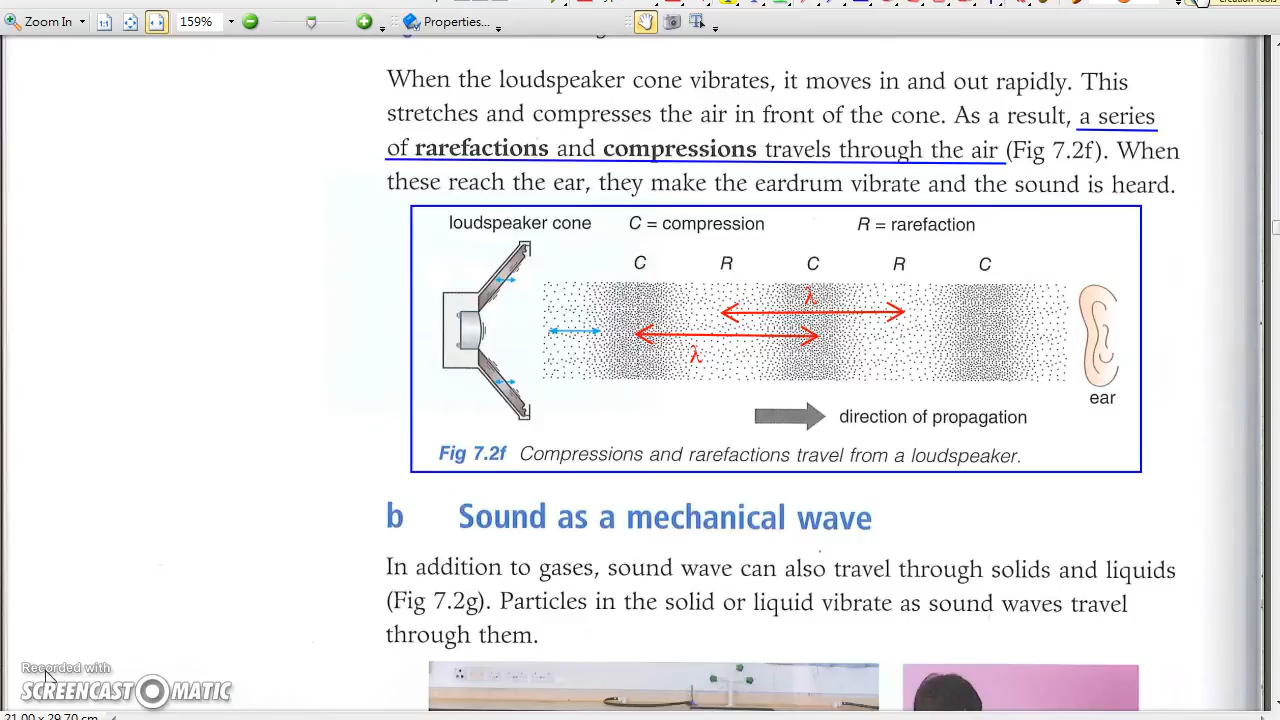 Zoom In
159%
Properties...
When the loudspeaker cone vibrates, it moves in and out rapidly. This
stretches and compresses the air in front of the cone. As a result, a series
of rarefactions and compressions travels through the air (Fig 7.2f). When
these reach the ear, they make the eardrum vibrate and the sound is heard.
loudspeaker cone C = compression R = rarefaction
C R C R C
λ
λ
ear
direction of propagation
Fig 7.2f Compressions and rarefactions travel from a loudspeaker.
b Sound as a mechanical wave
In addition to gases, sound wave can also travel through solids and liquids
(Fig 7.2g). Particles in the solid or liquid vibrate as sound waves travel
through them.
Recorded with
SCREENCAST MATIC
21.00 x 29.70 cm